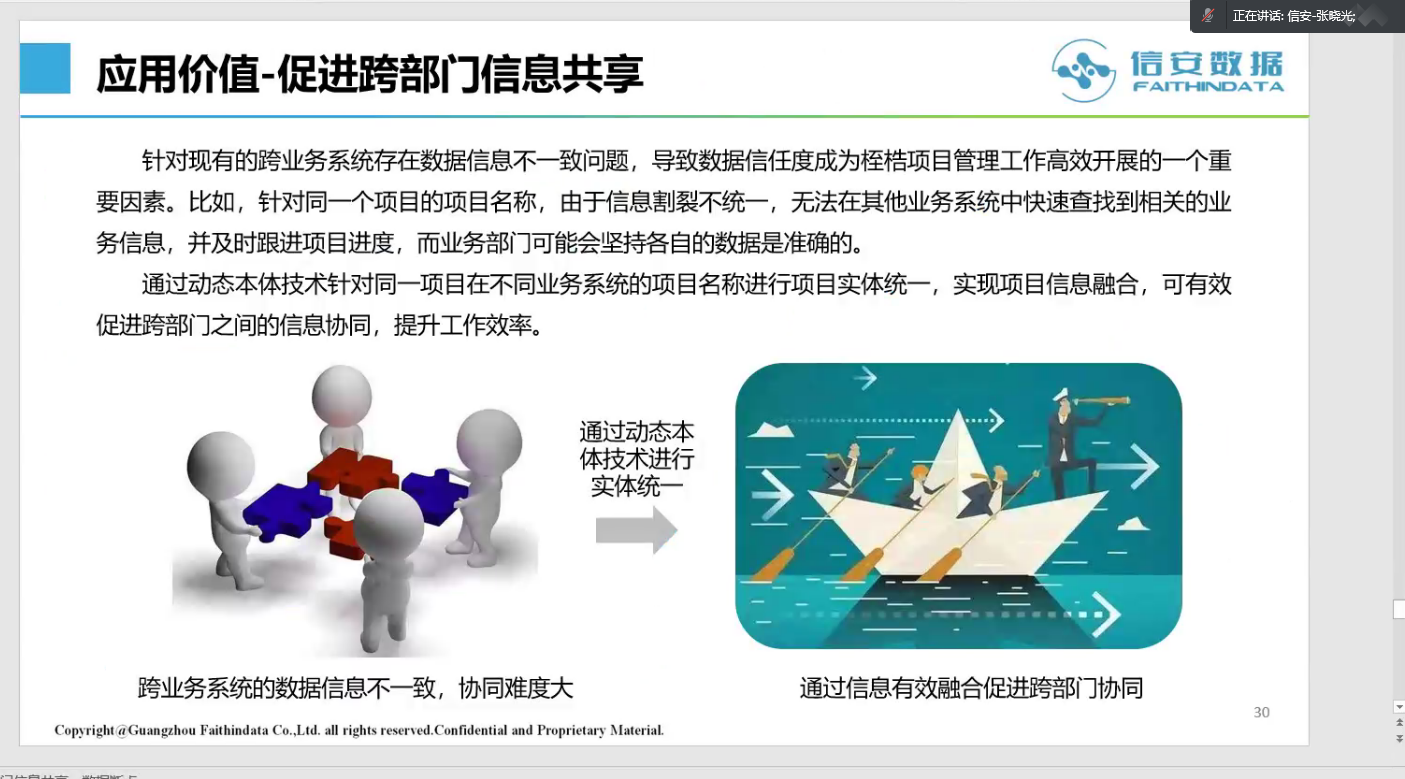 正在讲话: 信安-张晓光;
应用价值-促进跨部门信息共享
信安数据
FAITHINDATA
针对现有的跨业务系统存在数据信息不一致问题，导致数据信任度成为桎梏项目管理工作高效开展的一个重
要因素。比如，针对同一个项目的项目名称，由于信息割裂不统一，无法在其他业务系统中快速查找到相关的业
务信息，并及时跟进项目进度，而业务部门可能会坚持各自的数据是准确的。
通过动态本体技术针对同一项目在不同业务系统的项目名称进行项目实体统一，实现项目信息融合，可有效
促进跨部门之间的信息协同，提升工作效率。
通过动态本
体技术进行
实体统一
跨业务系统的数据信息不一致，协同难度大
通过信息有效融合促进跨部门协同
30
Copyright@Guangzhou Faithindata Co.,Ltd. all rights reserved.Confidential and Proprietary Material.